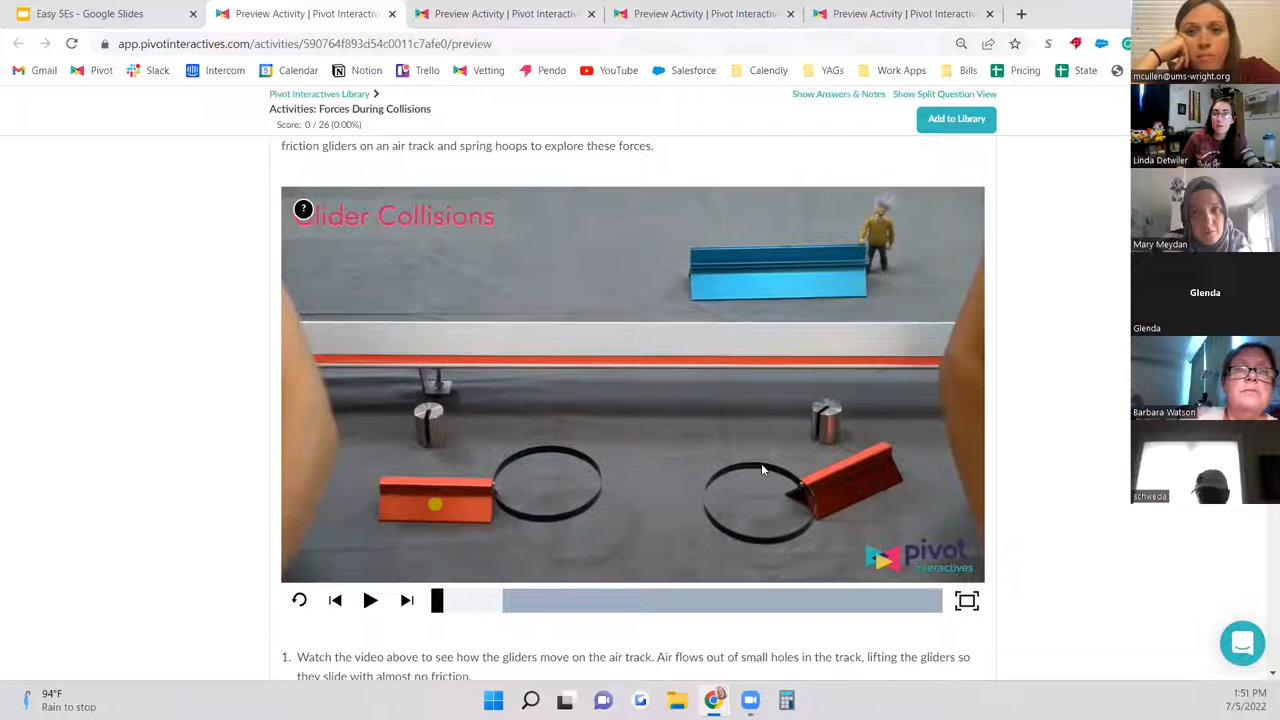 Easy 5Es - Google Slides
Preview Activity | Pivot Interactiv
Preview Activity | Pivot Interactiv
Preview Activity | Pivot Interactiv
Preview Activity | Pivot Interactiv
Gmail
Pivot
Slack
Intercom
Calendar
Notion
Trello
Vitally
Pendo
YouTube
Salesforce
Calendly
YAGs
Work Apps
Bills
Pricing
State
Pivot Interactives Library
Show Answers & Notes
Show Split Question View
Activities: Forces During Collisions
Score: 0 / 26 (0.00%)
Add to Library
friction gliders on an air track and spring hoops to explore these forces.
?
Glider Collisions
pivot
interactives
1. Watch the video above to see how the gliders move on the air track. Air flows out of small holes in the track, lifting the gliders so
they slide with almost no friction.
mcullen@ums-wright.org
Linda Detwiler
Mary Meydan
Glenda
Glenda
Barbara Watson
schweda
94°F
Rain to stop
1:51 PM
7/5/2022